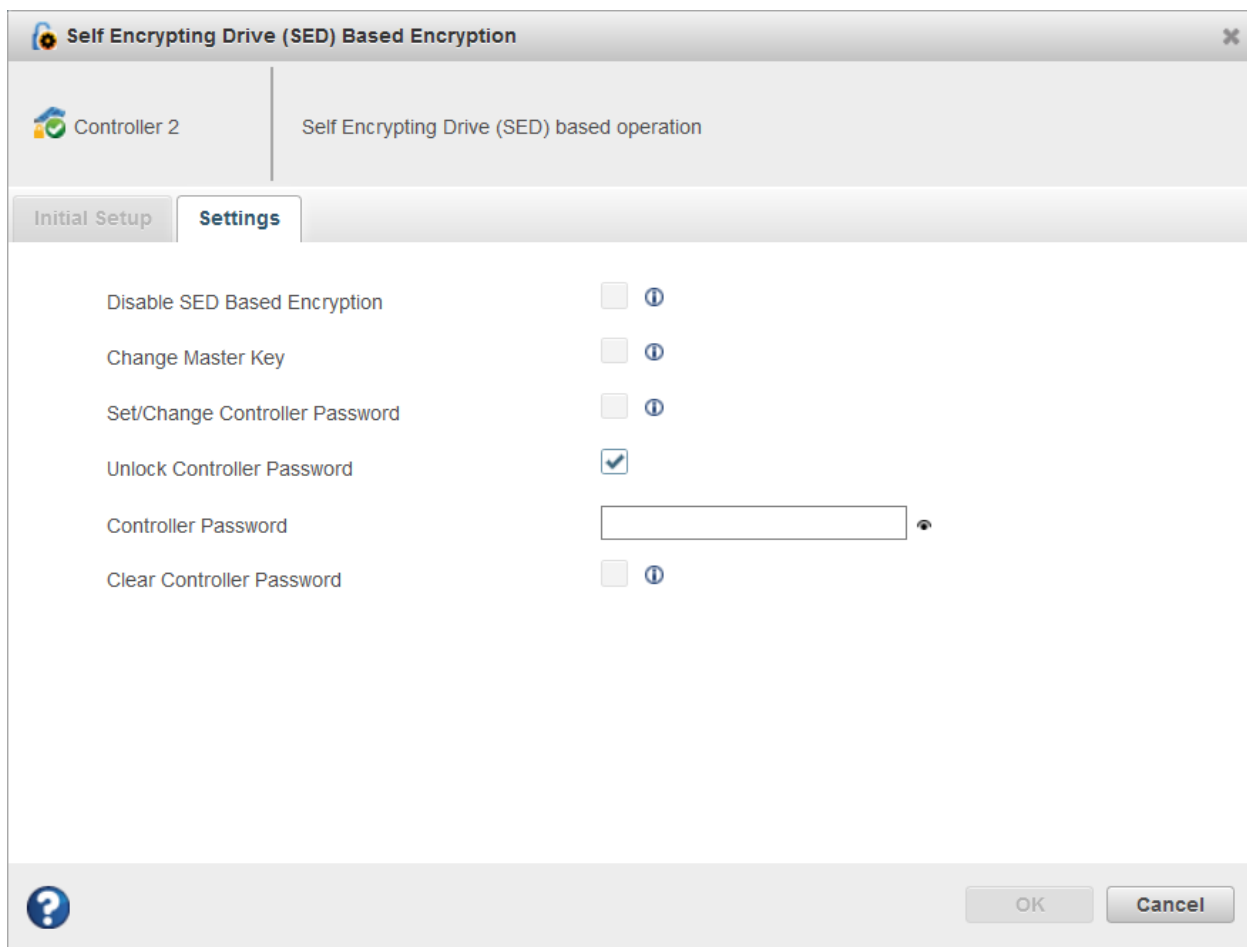 Self Encrypting Drive (SED) Based Encryption
Controller 2
Self Encrypting Drive (SED) based operation
Initial Setup
Settings
Disable SED Based Encryption
Change Master Key
Set/Change Controller Password
Unlock Controller Password
Controller Password
Clear Controller Password
OK
Cancel